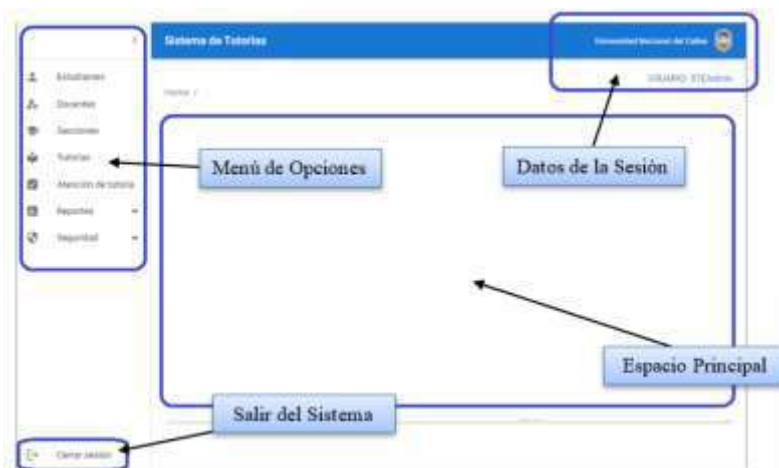 Sistema de Tutorías
Universidad Nacional del Callao
USUARIO:
Home /
Estudiantes
Docentes
Secciones
Tutorías
Atención de tutoría
Reportes
Seguridad
Menú de Opciones
Datos de la Sesión
Espacio Principal
Salir del Sistema
Cerrar sesión